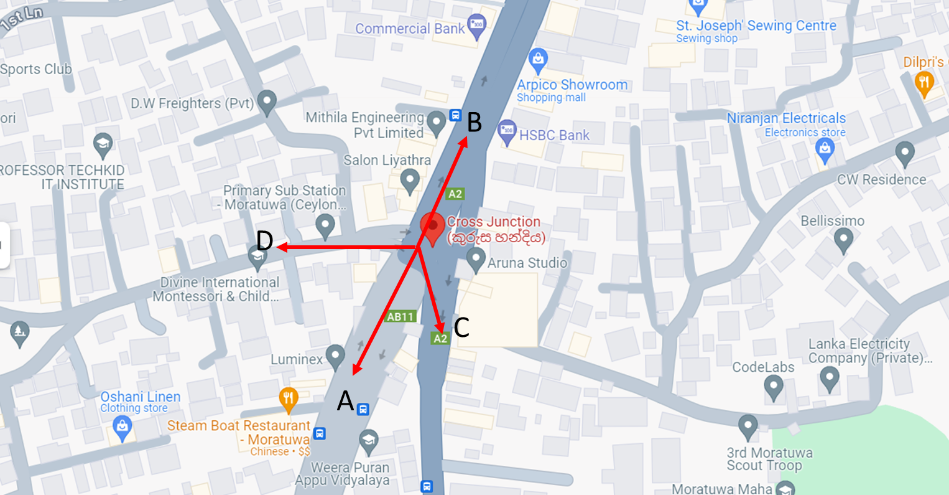 1st Ln
Commercial Bank
St. Joseph' Sewing Centre
Sewing shop
Sports Club
Dilpri's
Arpico Showroom
Shopping mall
D.W Freighters (Pvt)
ori
Mithila Engineering
Pvt Limited
B
HSBC Bank
Niranjan Electricals
Electronics store
ROFESSOR TECHKID
IT INSTITUTE
Salon Liyathra
CW Residence
Primary Sub Station
- Moratuwa (Ceylon...
A2
Cross Junction
(කුරුස හන්දිය)
Bellissimo
D
Aruna Studio
Divine International
Montessori & Child...
AB11
C
A2
Lanka Electricity
Company (Private)...
Luminex
CodeLabs
A
Oshani Linen
Clothing store
Steam Boat Restaurant
- Moratuwa
Chinese • $$
3rd Moratuwa
Scout Troop
Weera Puran
Appu Vidyalaya
Moratuwa Maha